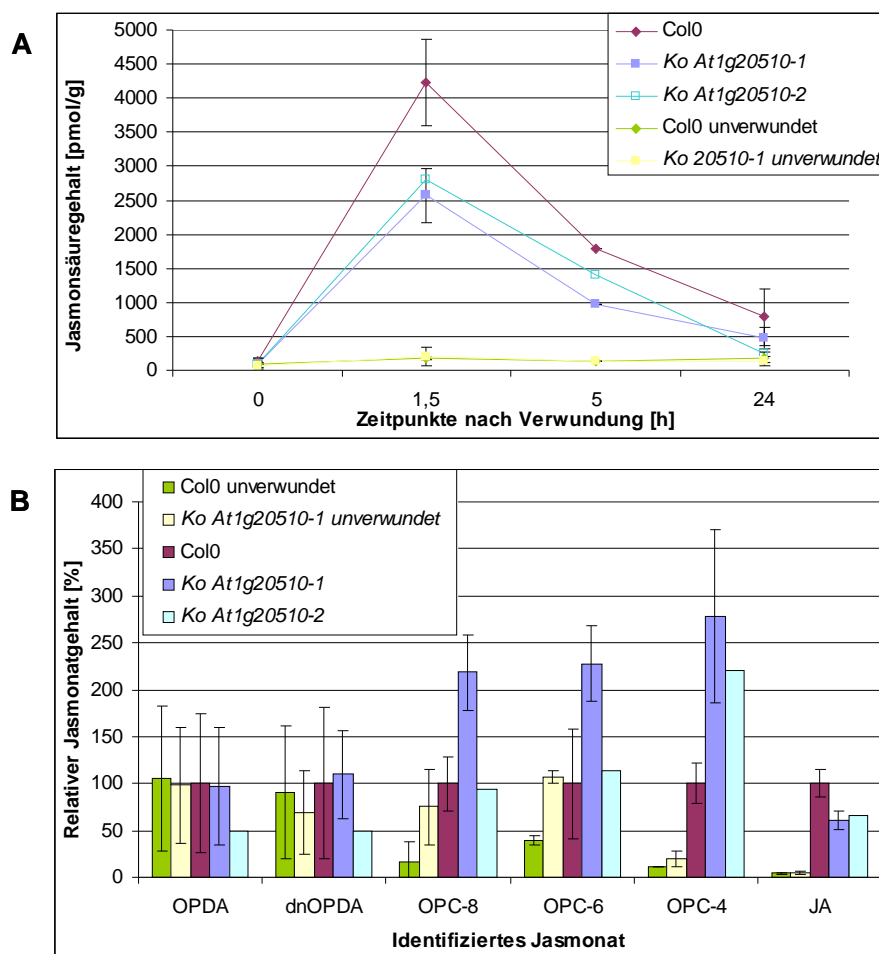 A
Jasmonsäuregehalt [pmol/g]
5000
4500
4000
3500
3000
2500
2000
1500
1000
500
0
Col0
Ko At1g20510-1
Ko At1g20510-2
Col0 unverwundet
Ko 20510-1 unverwundet
0 1,5 5 24
Zeitpunkte nach Verwundung [h]
B
Relativer Jasmonatgehalt [%]
400
350
300
250
200
150
100
50
0
Col0 unverwundet
Ko At1g20510-1 unverwundet
Col0
Ko At1g20510-1
Ko At1g20510-2
OPDA dnOPDA OPC-8 OPC-6 OPC-4 JA
Identifiziertes Jasmonat